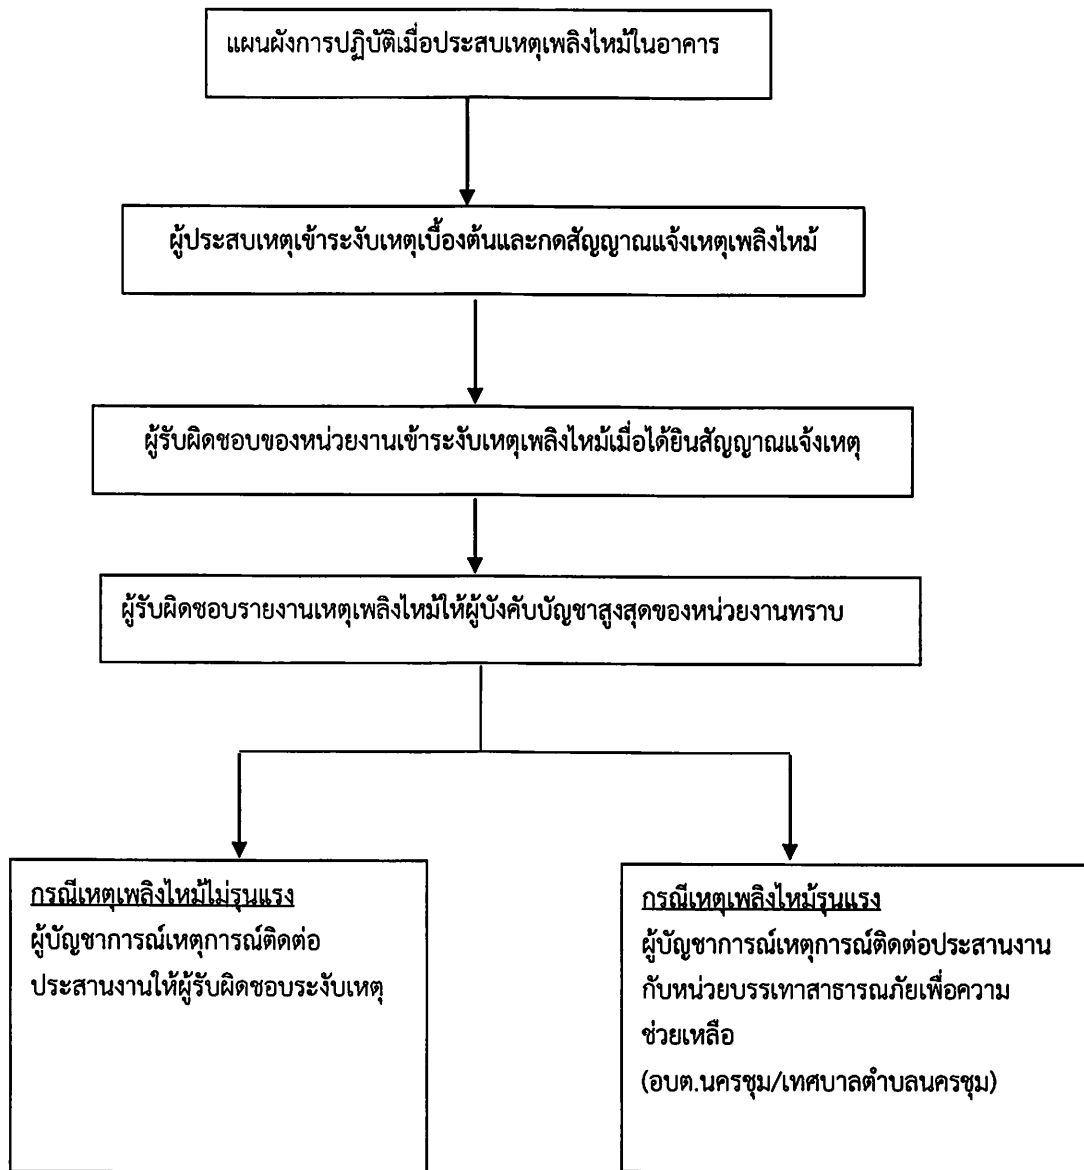 แผนผังการปฏิบัติเมื่อประสบเหตุเพลิงไหม้ในอาคาร
ผู้ประสบเหตุเข้าระงับเหตุเบื้องต้นและกดสัญญาณแจ้งเหตุเพลิงไหม้
ผู้รับผิดชอบของหน่วยงานเข้าระงับเหตุเพลิงไหม้เมื่อได้ยินสัญญาณแจ้งเหตุ
ผู้รับผิดชอบรายงานเหตุเพลิงไหม้ให้ผู้บังคับบัญชาสูงสุดของหน่วยงานทราบ
กรณีเหตุเพลิงไหม้ไม่รุนแรง
ผู้บัญชาการณ์เหตุการณ์ติดต่อ
ประสานงานให้ผู้รับผิดชอบระงับเหตุ
กรณีเหตุเพลิงไหม้รุนแรง
ผู้บัญชาการณ์เหตุการณ์ติดต่อประสานงาน
กับหน่วยบรรเทาสาธารณภัยเพื่อความ
ช่วยเหลือ
(อบต.นครชุม/เทศบาลตำบลนครชุม)